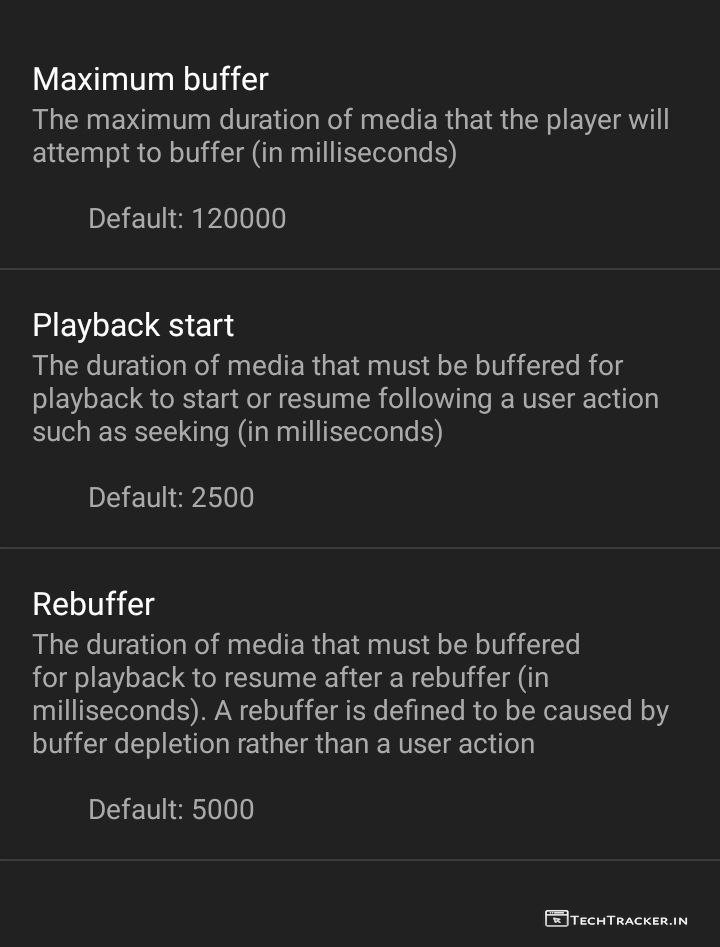 Maximum buffer
The maximum duration of media that the player will
attempt to buffer (in milliseconds)
Default: 120000
Playback start
The duration of media that must be buffered for
playback to start or resume following a user action
such as seeking (in milliseconds)
Default: 2500
Rebuffer
The duration of media that must be buffered
for playback to resume after a rebuffer (in
milliseconds). A rebuffer is defined to be caused by
buffer depletion rather than a user action
Default: 5000
TECHTRACKER.IN